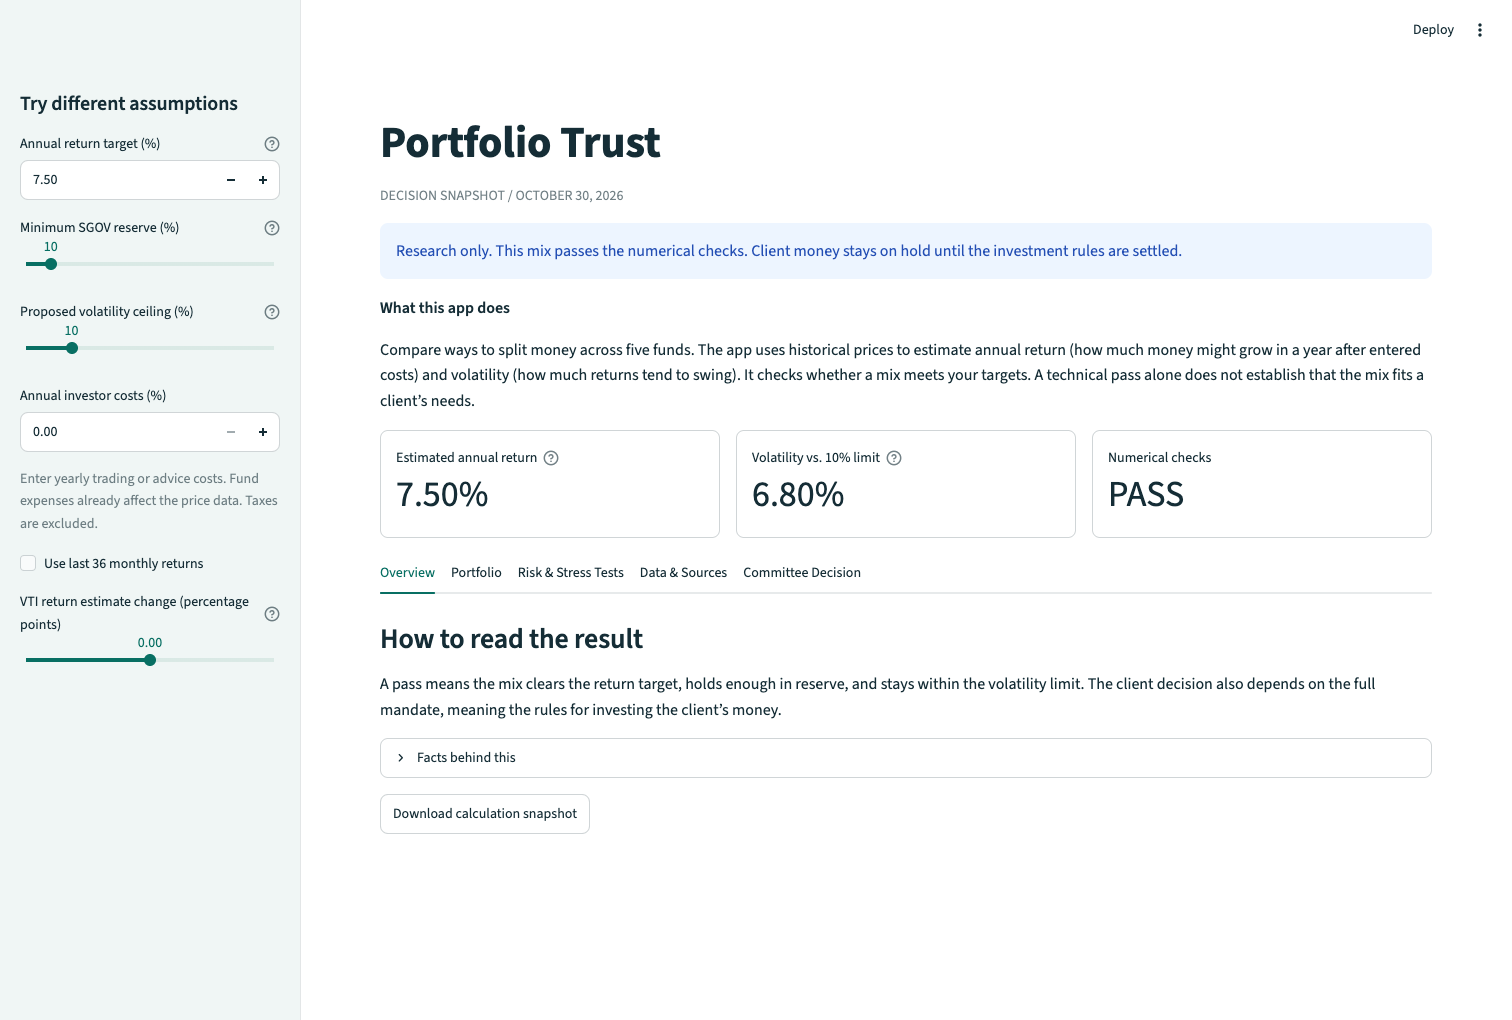 Deploy
Try different assumptions
Annual return target (%)
7.50
Minimum SGOV reserve (%)
10
Proposed volatility ceiling (%)
10
Annual investor costs (%)
0.00
Enter yearly trading or advice costs. Fund
expenses already affect the price data. Taxes
are excluded.
Use last 36 monthly returns
VTI return estimate change (percentage
points)
0.00
Portfolio Trust
DECISION SNAPSHOT / OCTOBER 30, 2026
Research only. This mix passes the numerical checks. Client money stays on hold until the investment rules are settled.
What this app does
Compare ways to split money across five funds. The app uses historical prices to estimate annual return (how much money might grow in a year after entered
costs) and volatility (how much returns tend to swing). It checks whether a mix meets your targets. A technical pass alone does not establish that the mix fits a
client’s needs.
Estimated annual return
7.50%
Volatility vs. 10% limit
6.80%
Numerical checks
PASS
Overview Portfolio Risk & Stress Tests Data & Sources Committee Decision
How to read the result
A pass means the mix clears the return target, holds enough in reserve, and stays within the volatility limit. The client decision also depends on the full
mandate, meaning the rules for investing the client’s money.
Facts behind this
Download calculation snapshot